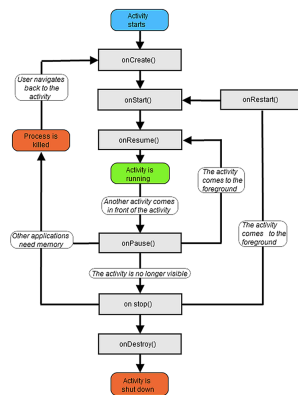 Activity
starts
User navigates
back to the
activity
onCreate()
onStart()
onRestart()
onResume()
Process is
killed
Activity is
running
The activity
comes to the
foreground
Another activity comes
in front of the activity
The activity
comes to the
foreground
Other applications
need memory
onPause()
The activity is no longer visible
on stop()
onDestroy()
Activity is
shut down